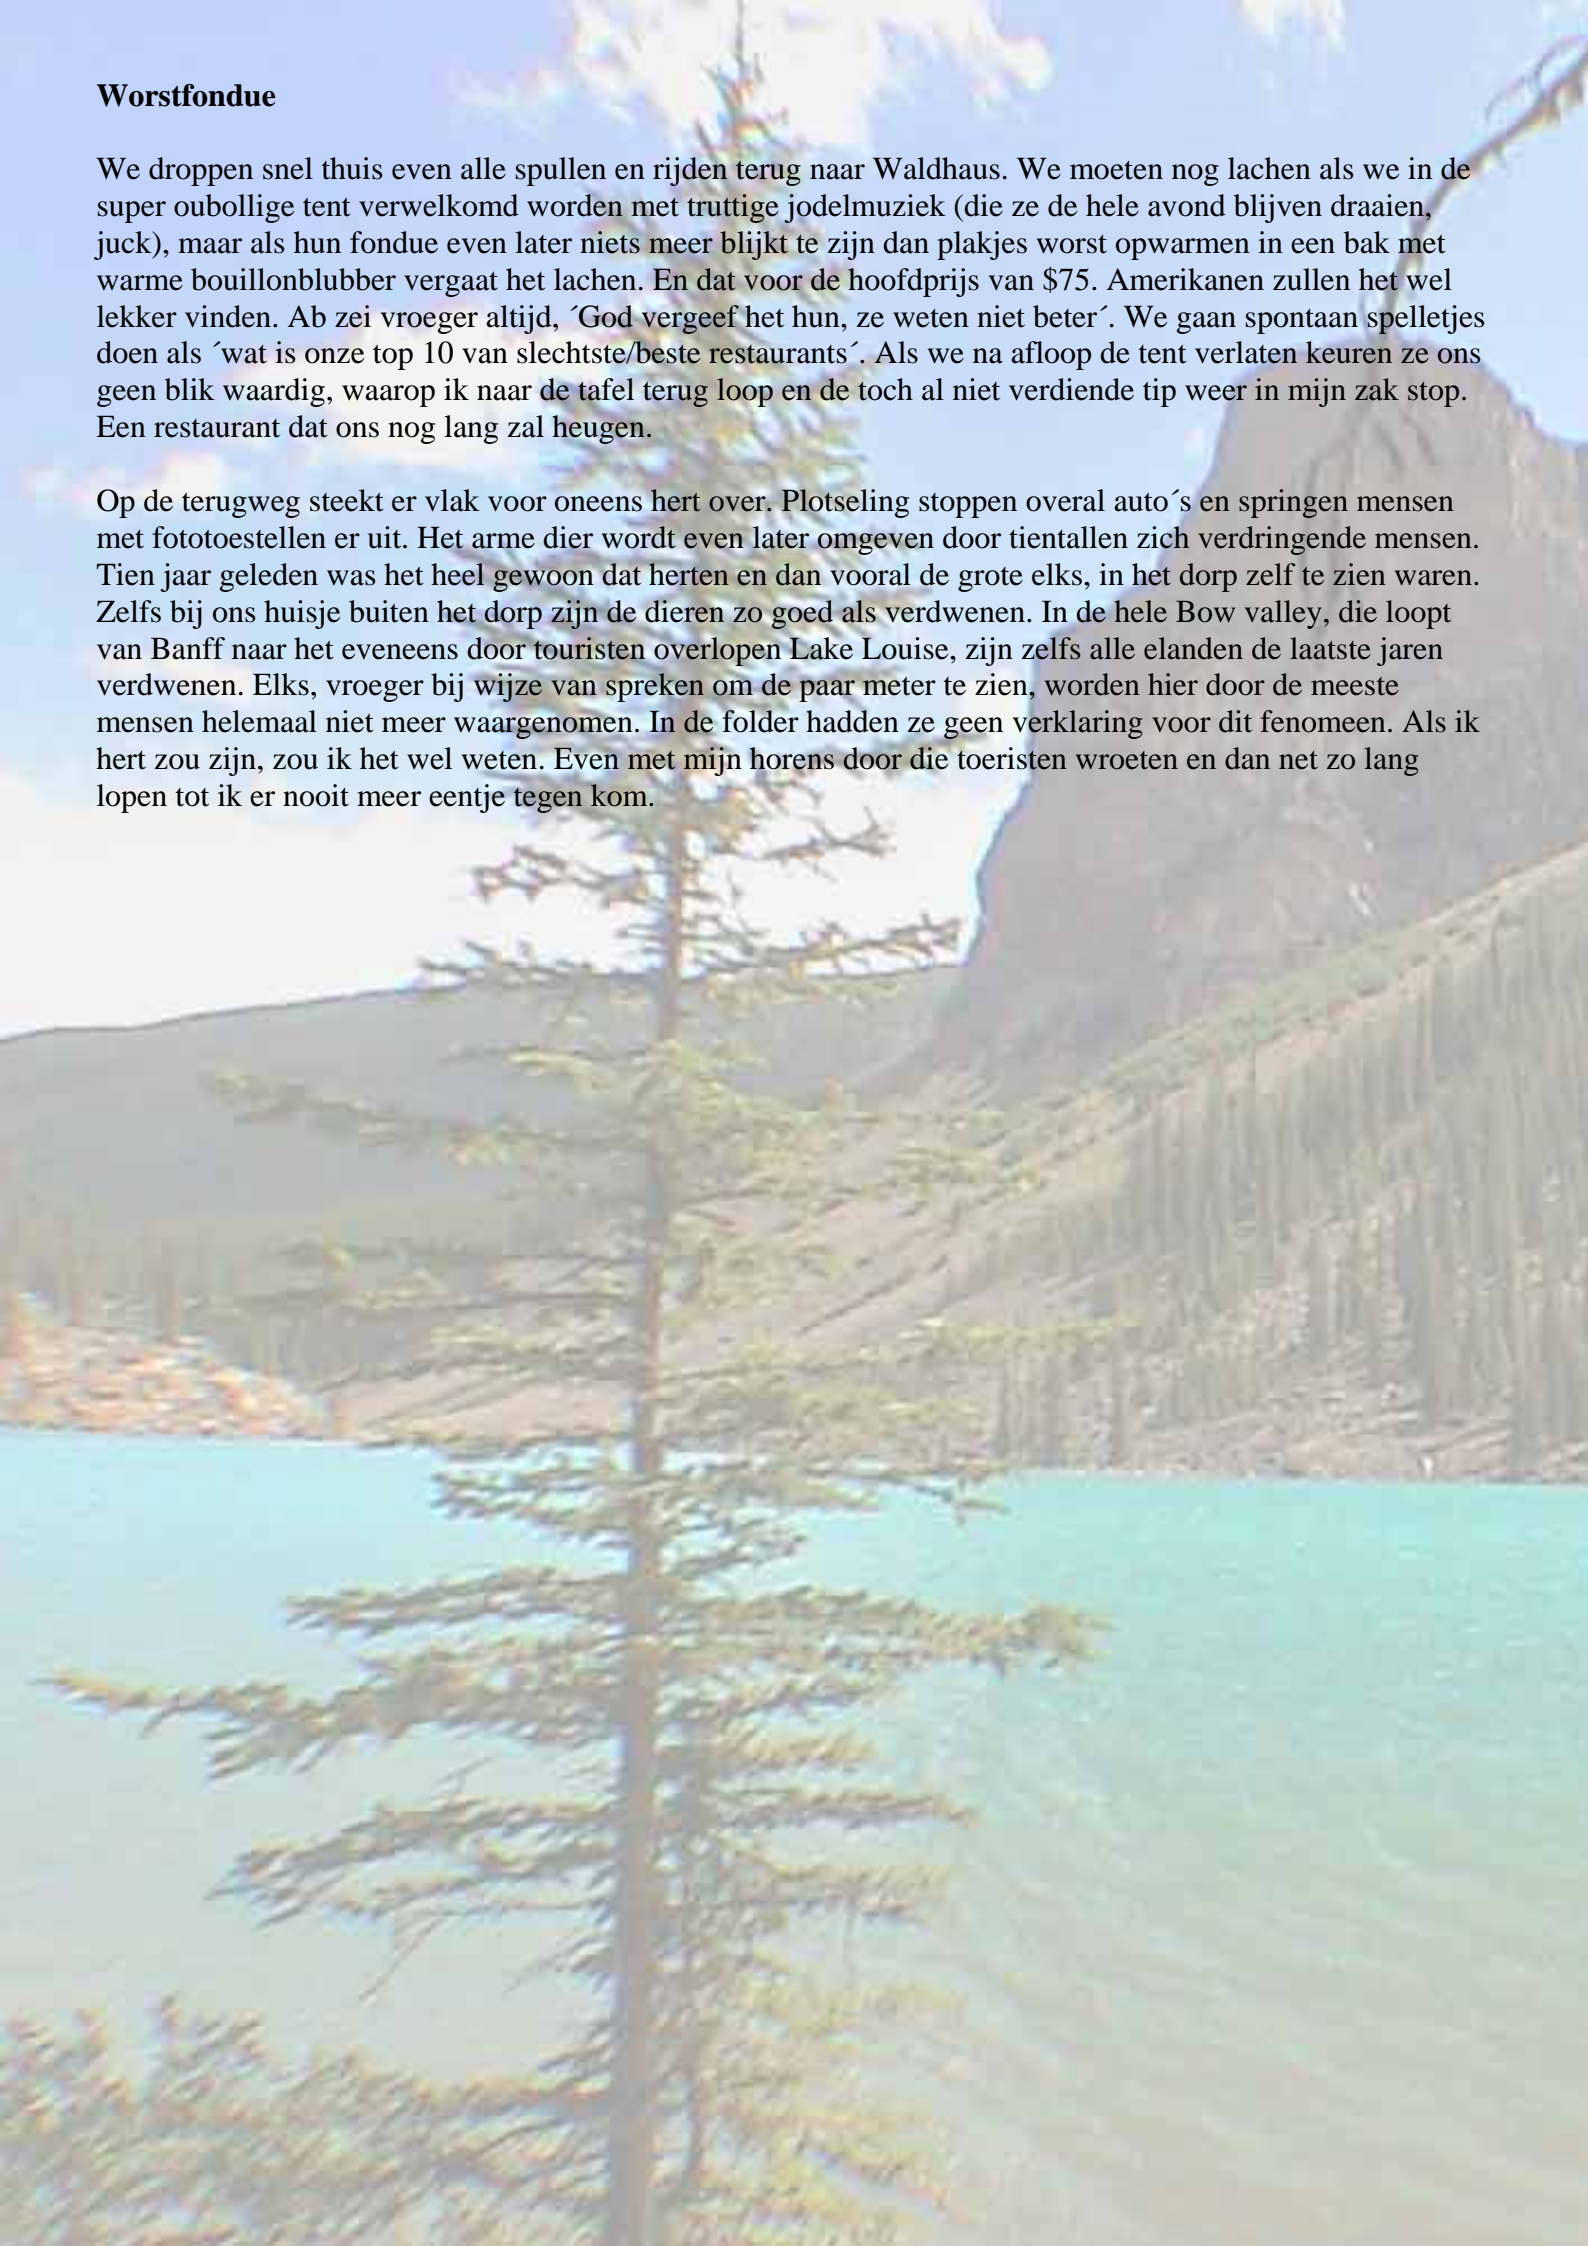 Worstfondue
We droppen snel thuis even alle spullen en rijden terug naar Waldhaus. We moeten nog lachen als we in de
super oubollige tent verwelkomd worden met truttige jodelmuziek (die ze de hele avond blijven draaien,
juck), maar als hun fondue even later niets meer blijkt te zijn dan plakjes worst opwarmen in een bak met
warme bouillonblubber vergaat het lachen. En dat voor de hoofdprijs van $75. Amerikanen zullen het wel
lekker vinden. Ab zei vroeger altijd, ´God vergeef het hun, ze weten niet beter´. We gaan spontaan spelletjes
doen als ´wat is onze top 10 van slechtste/beste restaurants´. Als we na afloop de tent verlaten keuren ze ons
geen blik waardig, waarop ik naar de tafel terug loop en de toch al niet verdiende tip weer in mijn zak stop.
Een restaurant dat ons nog lang zal heugen.
Op de terugweg steekt er vlak voor oneens hert over. Plotseling stoppen overal auto´s en springen mensen
met fototoestellen er uit. Het arme dier wordt even later omgeven door tientallen zich verdringende mensen.
Tien jaar geleden was het heel gewoon dat herten en dan vooral de grote elks, in het dorp zelf te zien waren.
Zelfs bij ons huisje buiten het dorp zijn de dieren zo goed als verdwenen. In de hele Bow valley, die loopt
van Banff naar het eveneens door touristen overlopen Lake Louise, zijn zelfs alle elanden de laatste jaren
verdwenen. Elks, vroeger bij wijze van spreken om de paar meter te zien, worden hier door de meeste
mensen helemaal niet meer waargenomen. In de folder hadden ze geen verklaring voor dit fenomeen. Als ik
hert zou zijn, zou ik het wel weten. Even met mijn horens door die toeristen wroeten en dan net zo lang
lopen tot ik er nooit meer eentje tegen kom.